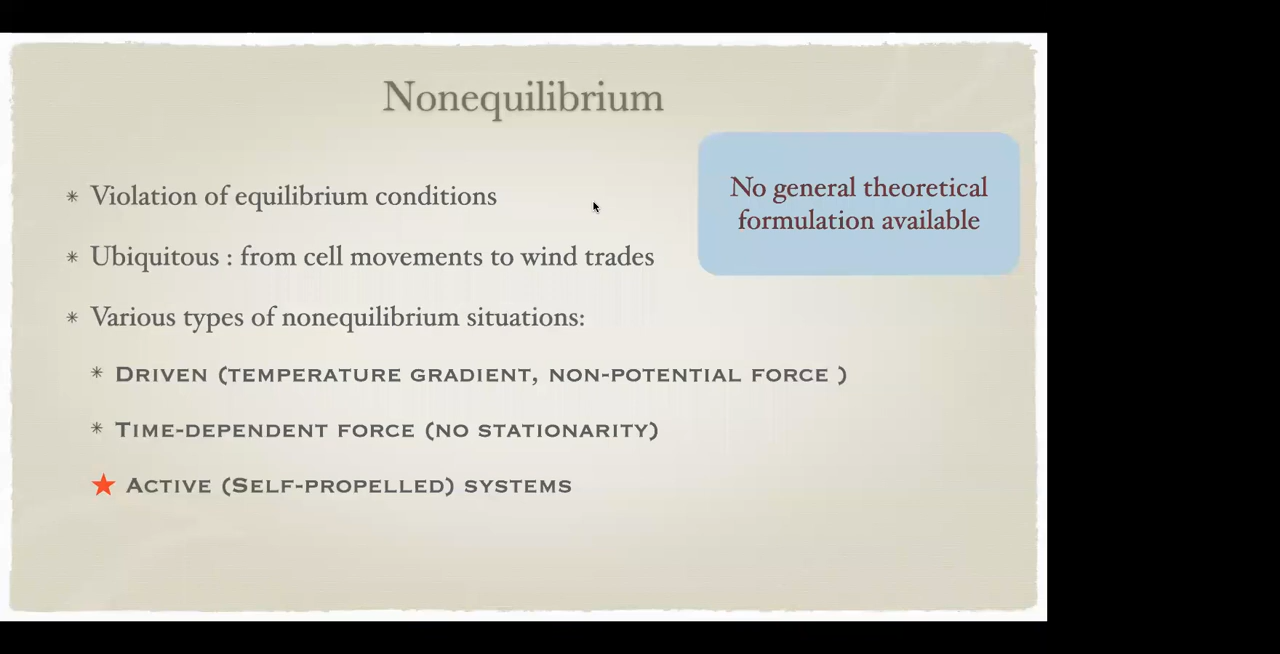 Nonequilibrium
No general theoretical
formulation available
* Violation of equilibrium conditions
* Ubiquitous : from cell movements to wind trades
* Various types of nonequilibrium situations:
* Driven (temperature gradient, non-potential force )
* Time-dependent force (no stationarity)
★ Active (Self-propelled) systems